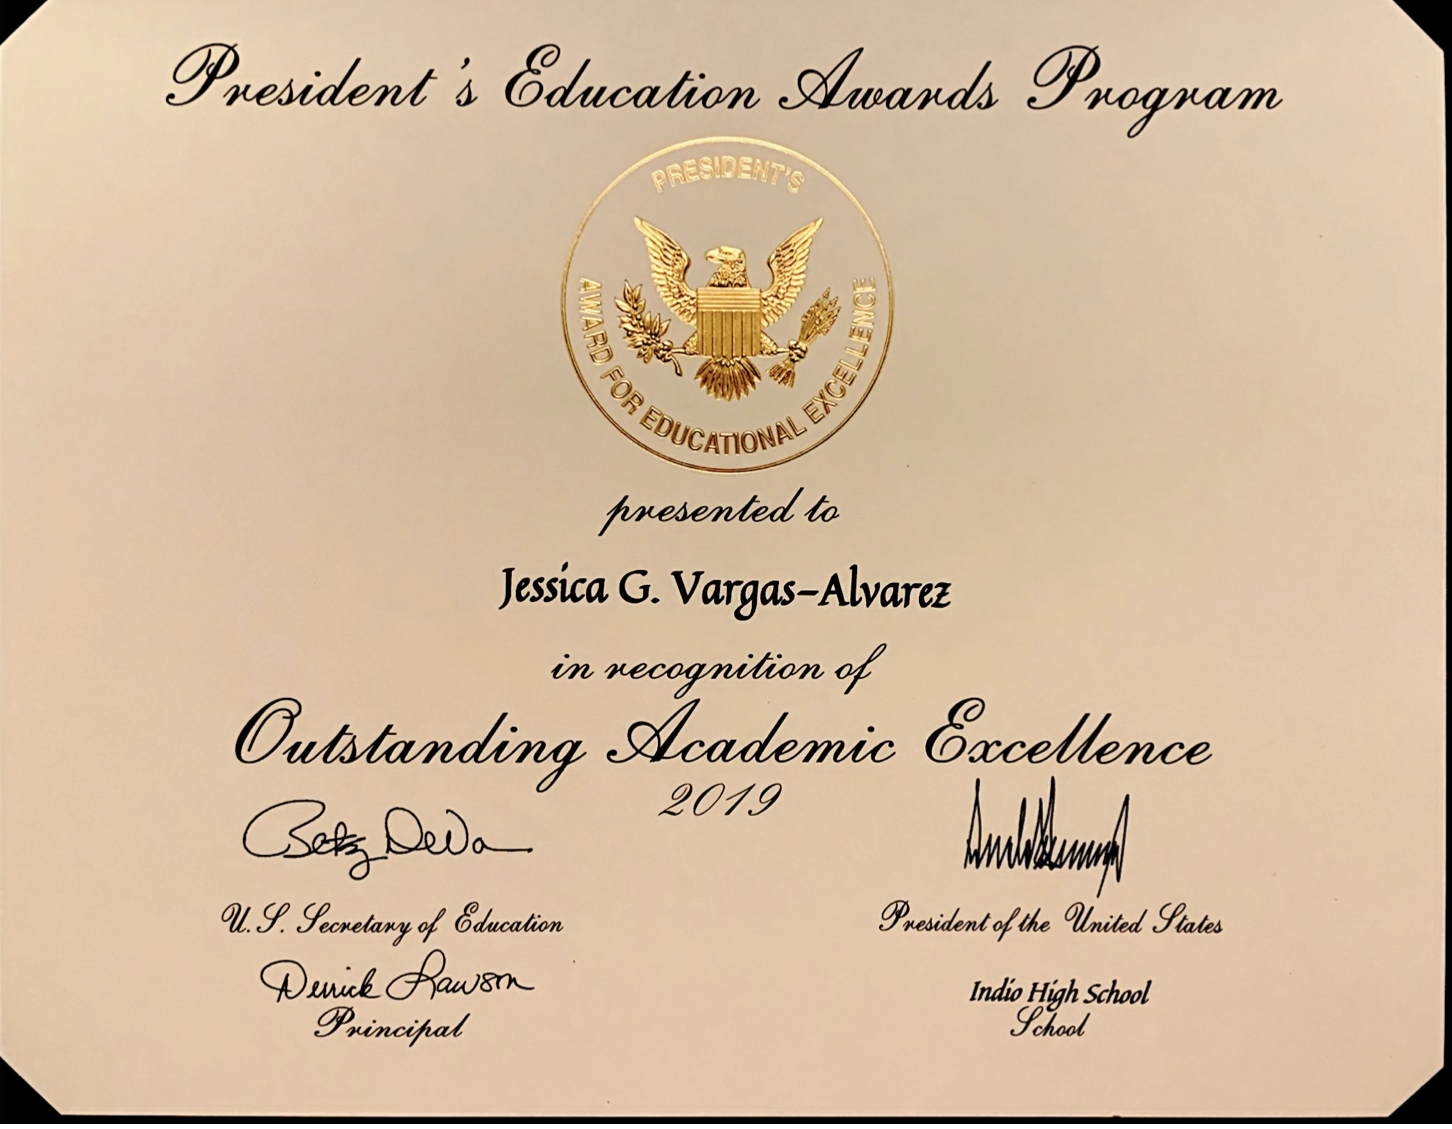 President's Education Awards Program
PRESIDENT'S
AWARD FOR EDUCATIONAL EXCELLENCE
presented to
Jessica G. Vargas-Alvarez
in recognition of
Outstanding Academic Excellence
2019
Betsy DeVos
U.S. Secretary of Education
President of the United States
Derrick Lawson
Principal
Indio High School
School